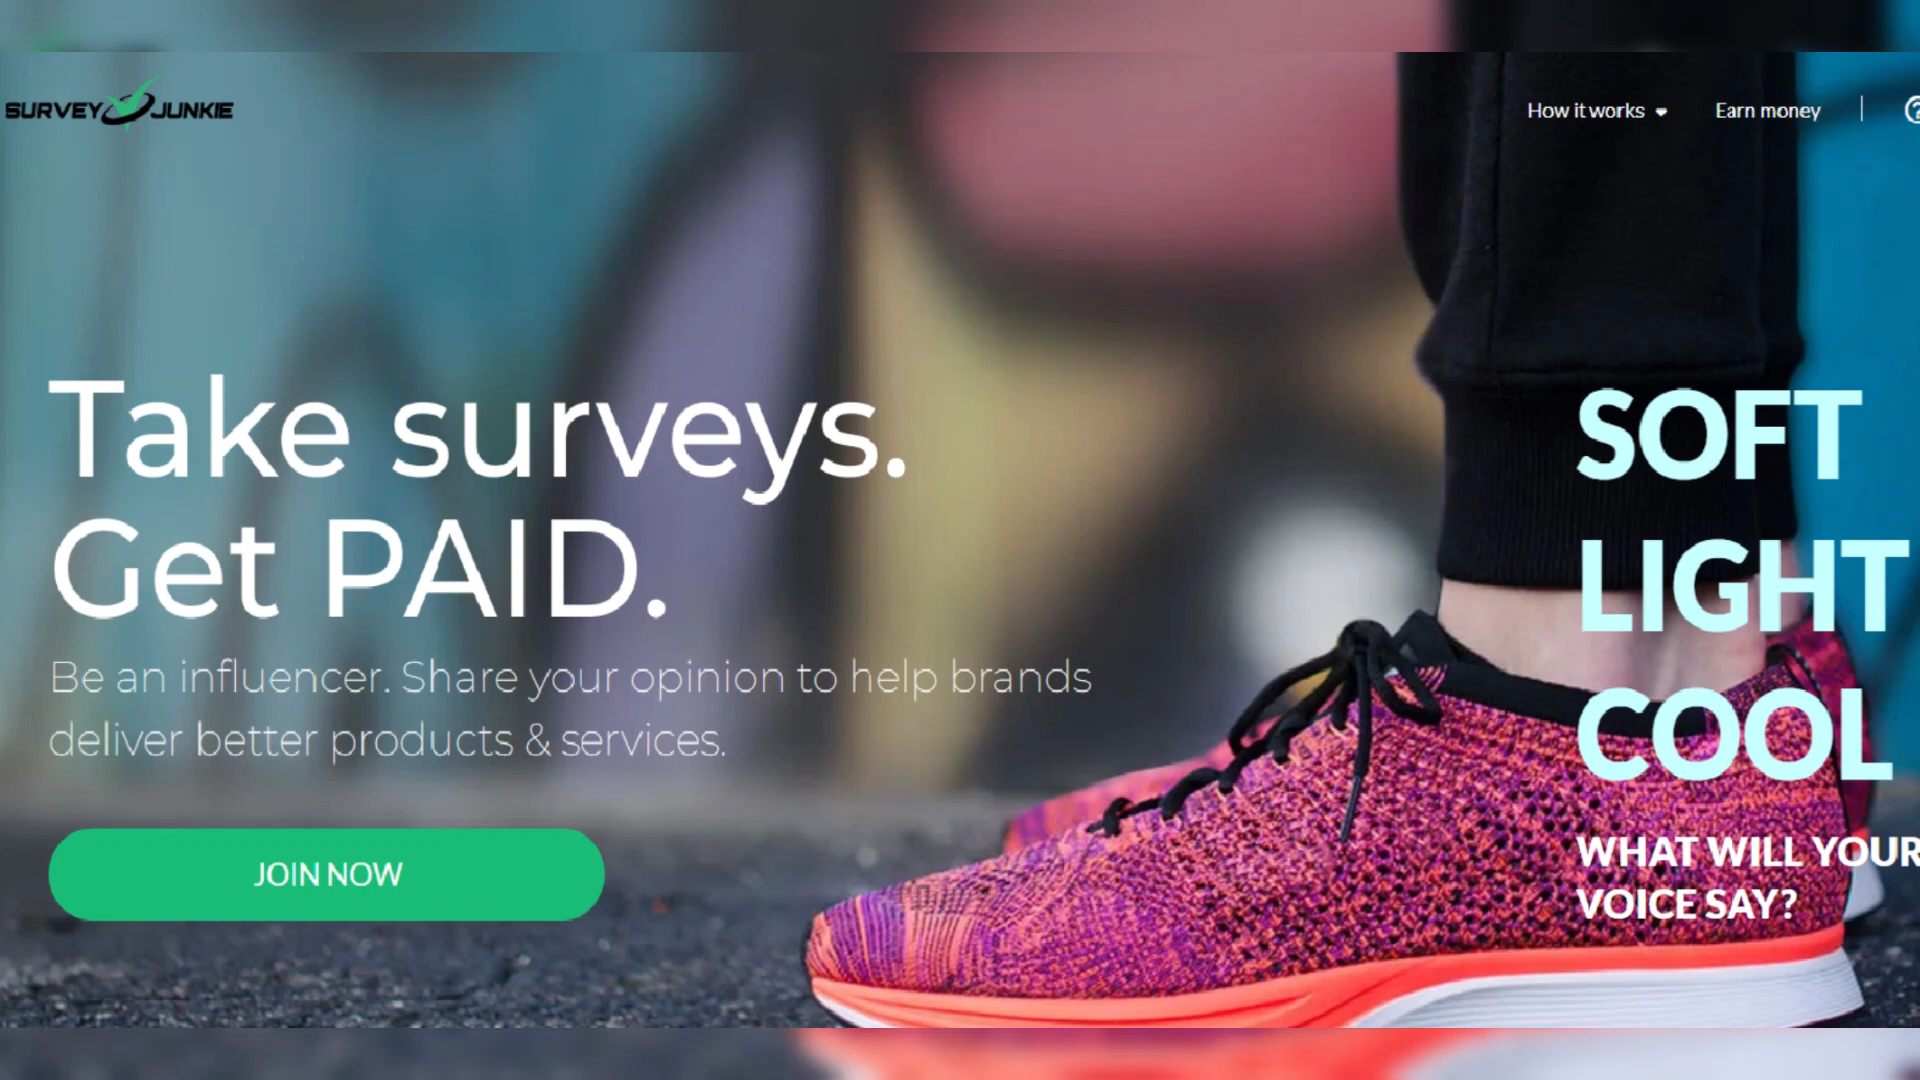 SURVEY JUNKIE
How it works
Earn money
Take surveys.
Get PAID.
Be an influencer. Share your opinion to help brands
deliver better products & services.
JOIN NOW
SOFT
LIGHT
COOL
WHAT WILL YOUR
VOICE SAY?